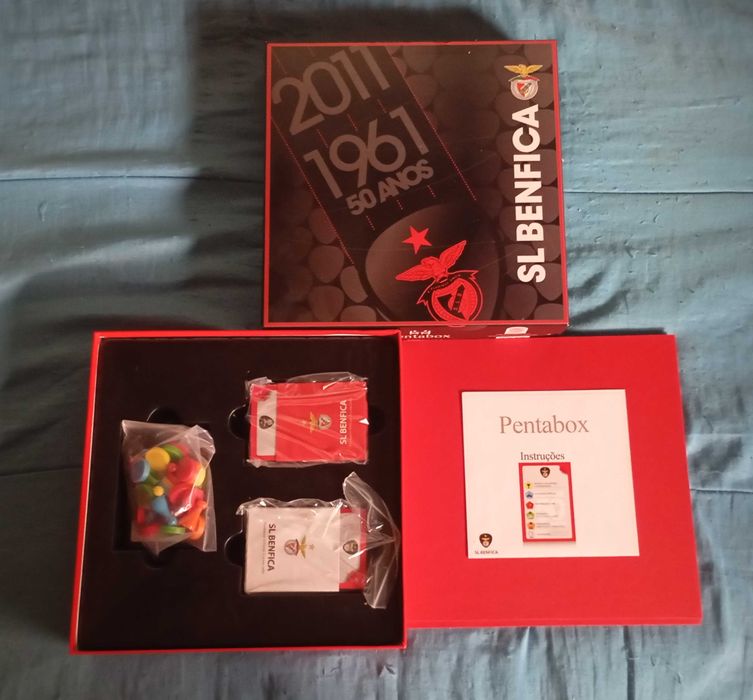 2011
1961
50 ANOS
SL BENFICA
Pentabox
SL BENFICA
SL BENFICA
Pentabox
Instruções
SL BENFICA